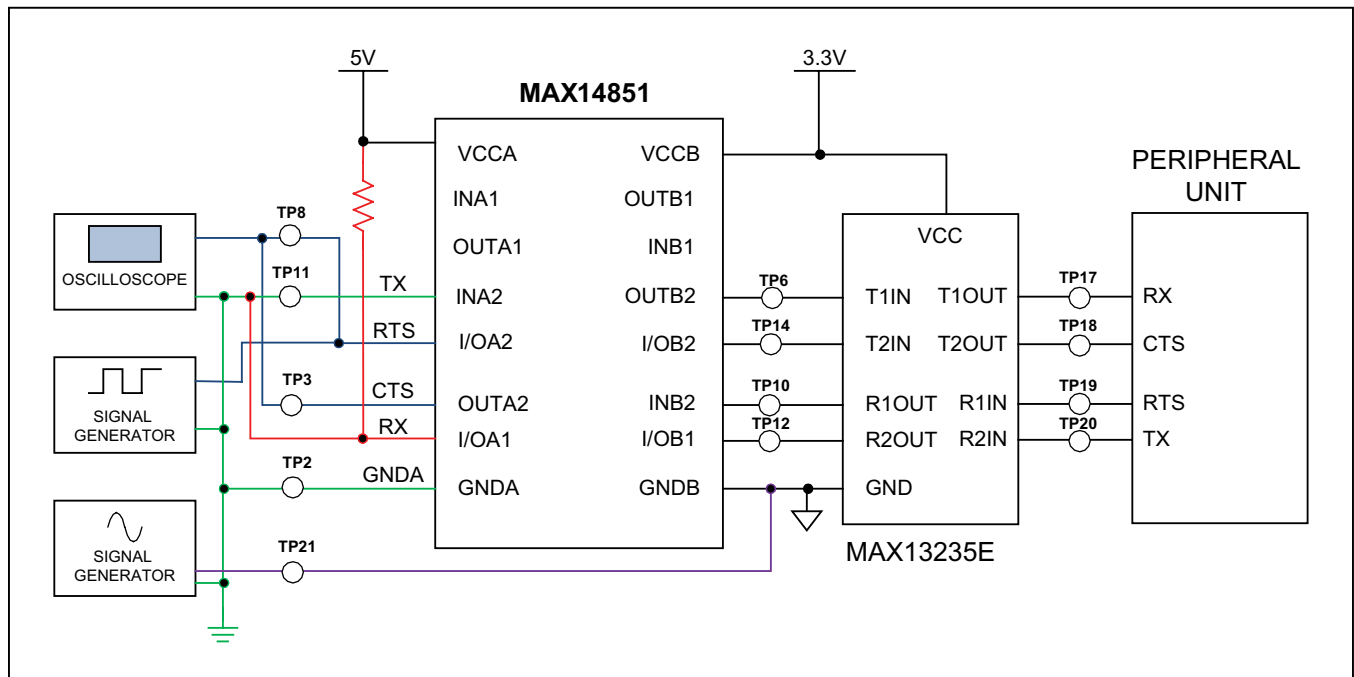 5V
3.3V
MAX14851
PERIPHERAL
UNIT
VCCA
VCCB
INA1
OUTB1
TP8
VCC
OUTA1
INB1
OSCILLOSCOPE
TP11
TX
INA2
OUTB2
TP6
T1IN
T1OUT
TP17
RX
RTS
I/OA2
I/OB2
TP14
T2IN
T2OUT
TP18
CTS
SIGNAL
GENERATOR
TP3
CTS
OUTA2
INB2
TP10
R1OUT
R1IN
TP19
RTS
RX
I/OA1
I/OB1
TP12
R2OUT
R2IN
TP20
TX
TP2
GNDA
GNDA
GNDB
GND
SIGNAL
GENERATOR
TP21
MAX13235E